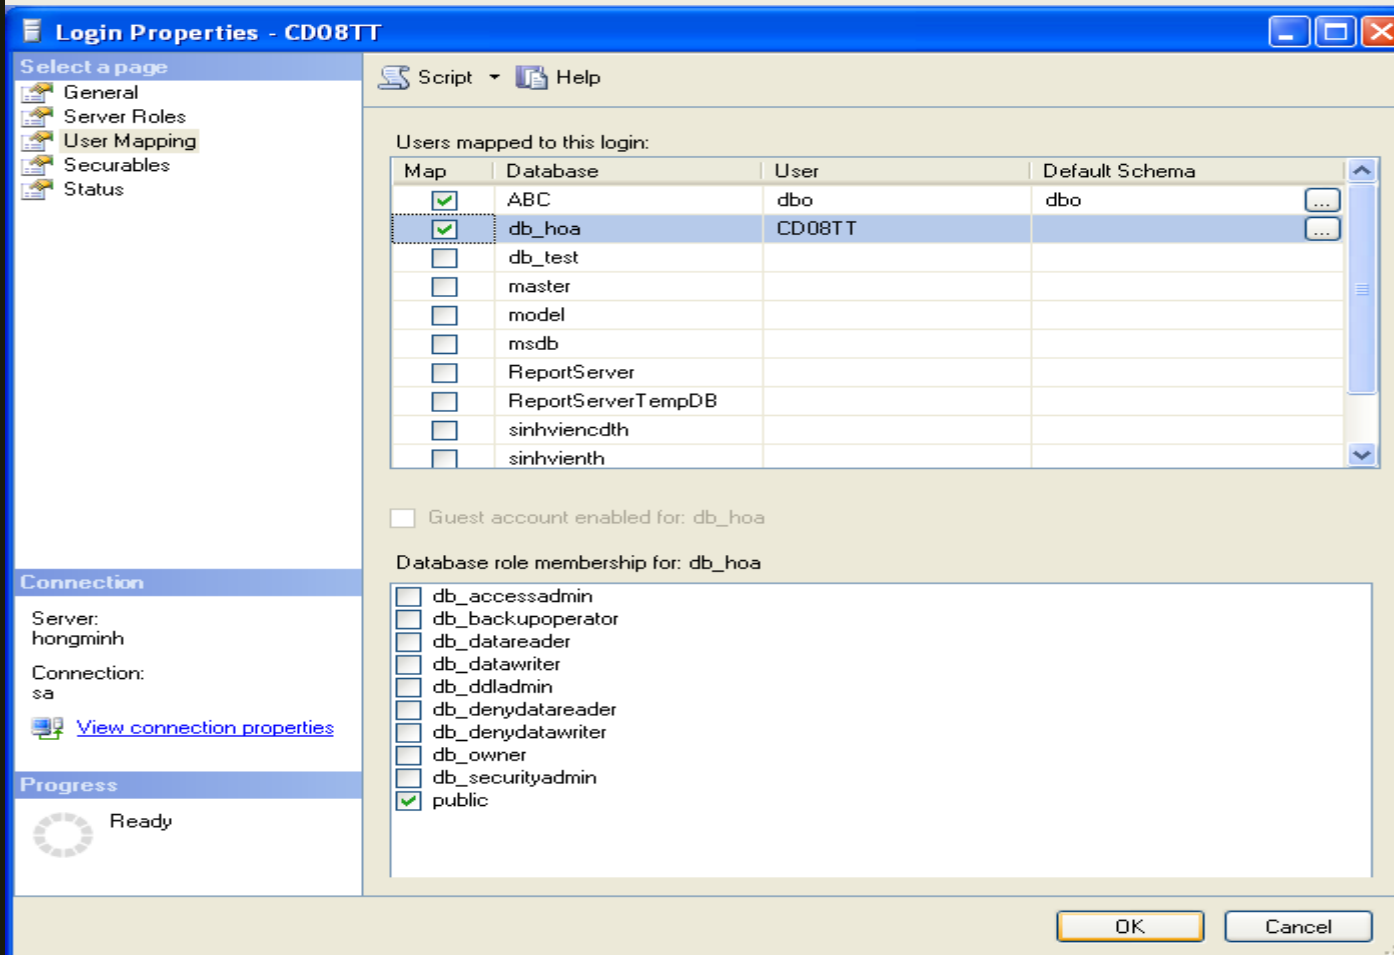 Login Properties - CD08TT
Select a page
General
Server Roles
User Mapping
Securables
Status
Script Help
Users mapped to this login:
Map Database User Default Schema
ABC dbo dbo ...
db_hoa CD08TT ...
db_test
master
model
msdb
ReportServer
ReportServerTempDB
sinhviencdth
sinhvienth
Guest account enabled for: db_hoa
Database role membership for: db_hoa
db_accessadmin
db_backupoperator
db_datareader
db_datawriter
db_ddladmin
db_denydatareader
db_denydatawriter
db_owner
db_securityadmin
public
Connection
Server:
hongminh
Connection:
sa
View connection properties
Progress
Ready
OK Cancel